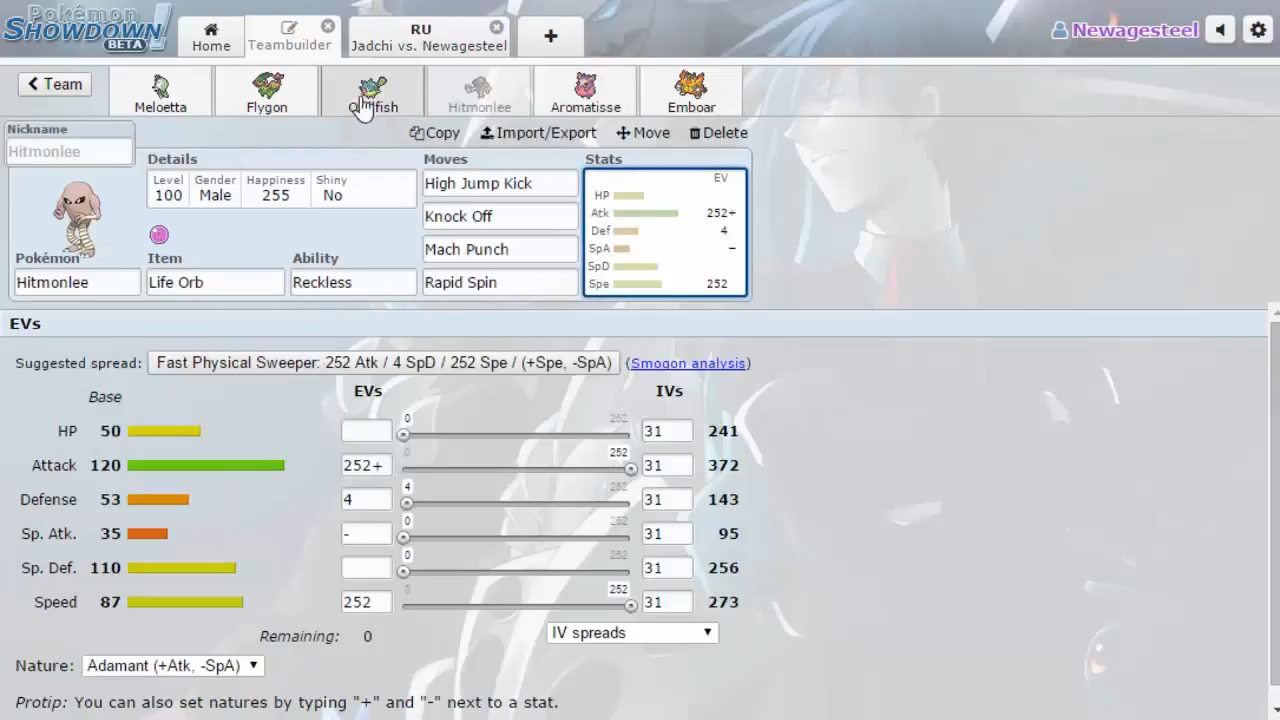 Pokémon
Showdown!
BETA
Home
Teambuilder
RU
Jadchi vs. Newagesteel
+
Newagesteel
Team
Meloetta
Flygon
Hitmonlee
Aromatisse
Emboar
Copy
Import/Export
Move
Delete
Nickname
Hitmonlee
Details
Level
100
Gender
Male
Happiness
255
Shiny
No
Pokémon
Hitmonlee
Item
Life Orb
Ability
Reckless
Moves
High Jump Kick
Knock Off
Mach Punch
Rapid Spin
Stats
EV
HP
Atk 252+
Def 4
SpA –
SpD
Spe 252
EVs
Suggested spread: Fast Physical Sweeper: 252 Atk / 4 SpD / 252 Spe / (+Spe, -SpA) (Smogon analysis)
Base EVs IVs
HP 50 0 252 31 241
Attack 120 252+ 0 252 31 372
Defense 53 4 4 252 31 143
Sp. Atk. 35 - 0 252 31 95
Sp. Def. 110 0 252 31 256
Speed 87 252 0 252 31 273
Remaining: 0
IV spreads
Nature: Adamant (+Atk, -SpA)
Protip: You can also set natures by typing "+" and "-" next to a stat.